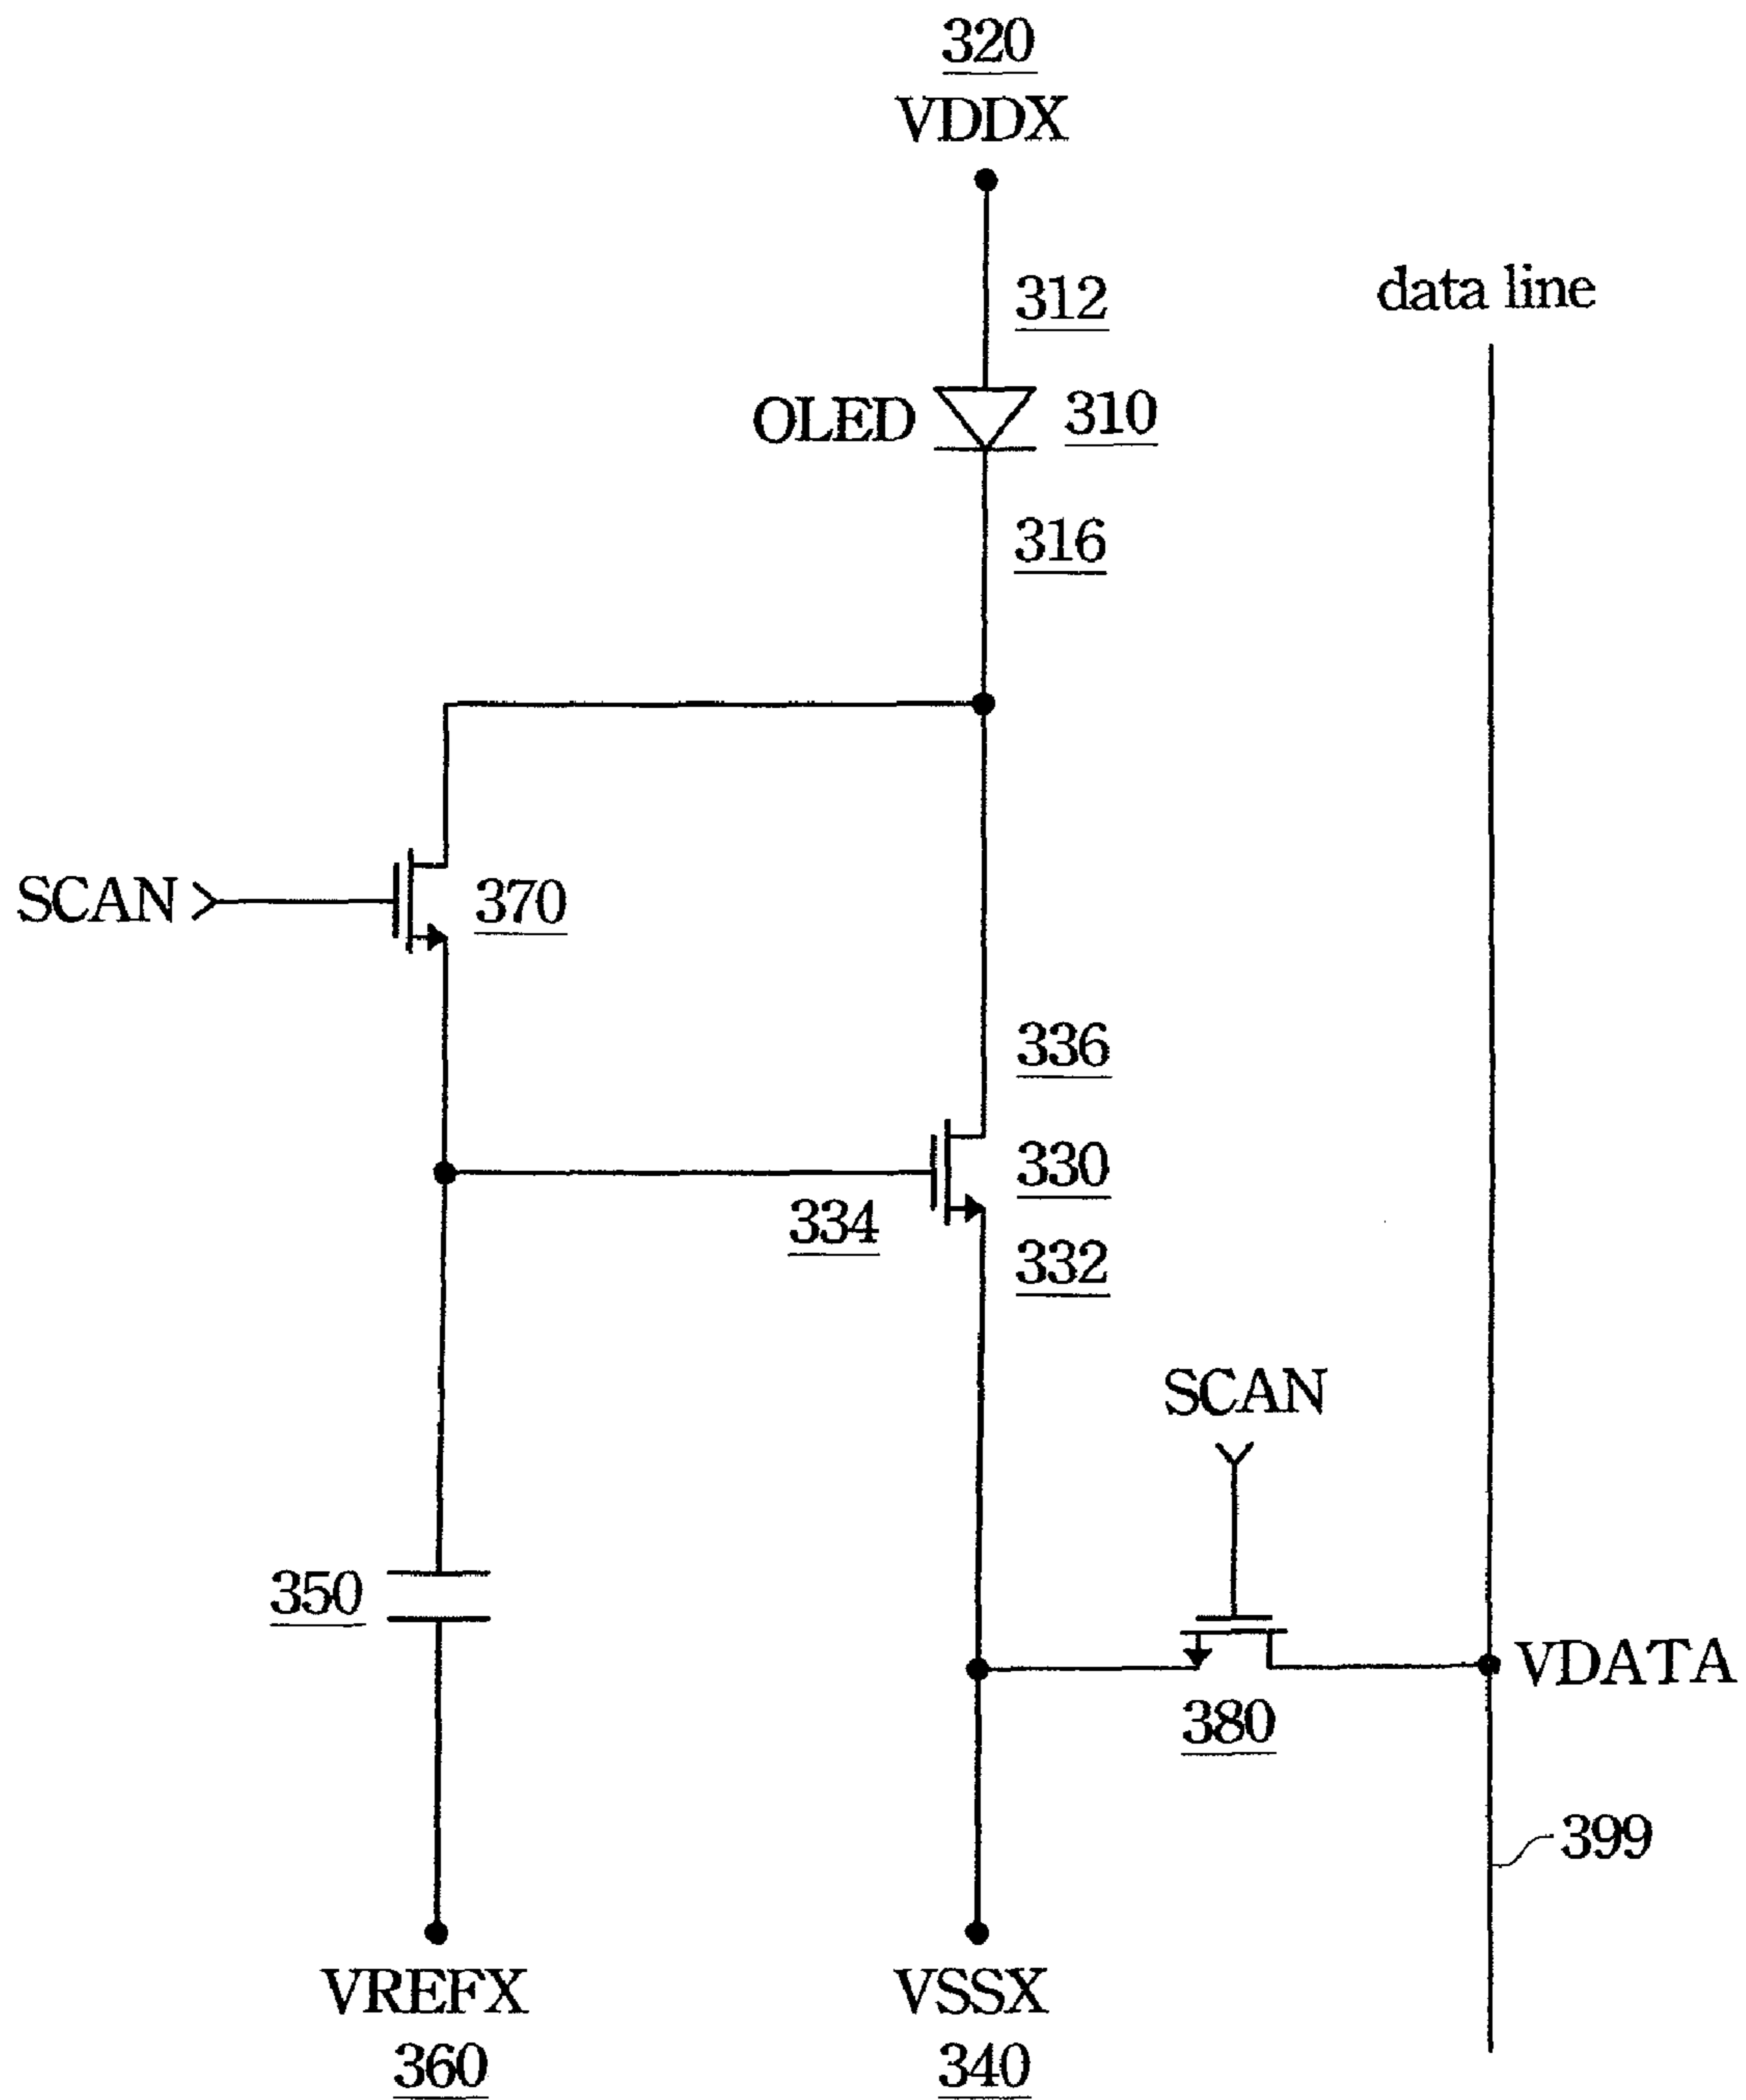 320
VDDX
312
data line
OLED
310
316
SCAN
370
336
330
334
332
SCAN
350
VDATA
380
399
VREFX
VSSX
360
340